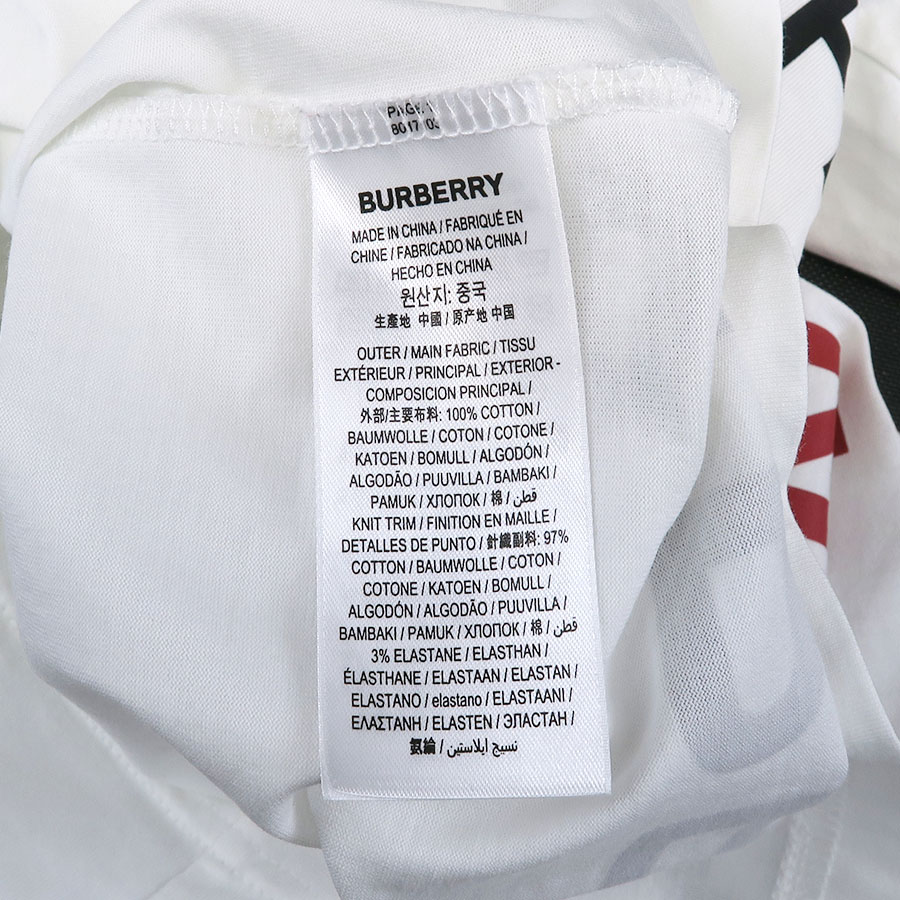 PAGE 1
BURBERRY
MADE IN CHINA / FABRIQUÉ EN
CHINE / FABRICADO NA CHINA /
HECHO EN CHINA
원산지: 중국
生產地 中國 / 原产地 中国
OUTER / MAIN FABRIC / TISSU
EXTÉRIEUR / PRINCIPAL / EXTERIOR -
COMPOSICION PRINCIPAL /
外部/主要布料: 100% COTTON /
BAUMWOLLE / COTON / COTONE /
KATOEN / BOMULL / ALGODÓN /
ALGODÃO / PUUVILLA / BAMBAKI /
PAMUK / ХЛОПОК / 棉 / قطن /
KNIT TRIM / FINITION EN MAILLE /
DETALLES DE PUNTO / 針織副料: 97%
COTTON / BAUMWOLLE / COTON /
COTONE / KATOEN / BOMULL /
ALGODÓN / ALGODÃO / PUUVILLA /
BAMBAKI / PAMUK / ХЛОПОК / 棉 / قطن /
3% ELASTANE / ELASTHAN /
ÉLASTHANE / ELASTAAN / ELASTAN /
ELASTANO / elastano / ELASTAANI /
ΕΛΑΣΤΑΝΗ / ELASTEN / ЭЛАСТАН /
氨綸 / نسيج ايلاستين